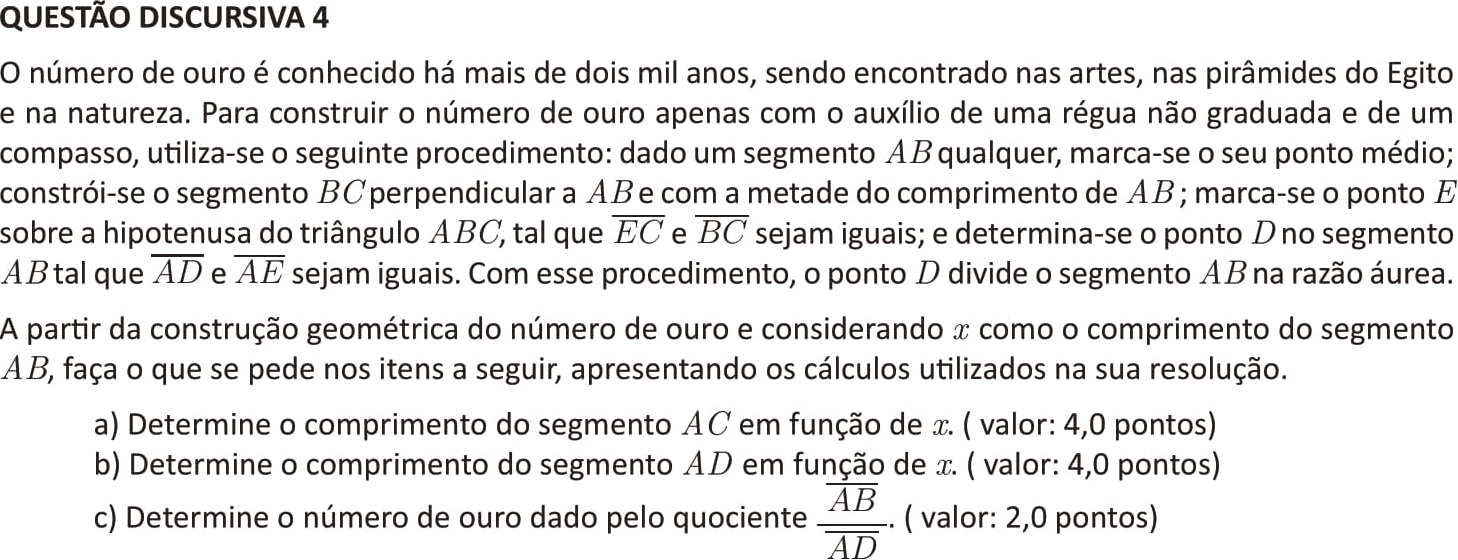 QUESTÃO DISCURSIVA 4
O número de ouro é conhecido há mais de dois mil anos, sendo encontrado nas artes, nas pirâmides do Egito
e na natureza. Para construir o número de ouro apenas com o auxílio de uma régua não graduada e de um
compasso, utiliza-se o seguinte procedimento: dado um segmento AB qualquer, marca-se o seu ponto médio;
constrói-se o segmento BC perpendicular a AB e com a metade do comprimento de AB; marca-se o ponto E
sobre a hipotenusa do triângulo ABC, tal que \overline{EC} e \overline{BC} sejam iguais; e determina-se o ponto D no segmento
AB tal que \overline{AD} e \overline{AE} sejam iguais. Com esse procedimento, o ponto D divide o segmento AB na razão áurea.
A partir da construção geométrica do número de ouro e considerando x como o comprimento do segmento
AB, faça o que se pede nos itens a seguir, apresentando os cálculos utilizados na sua resolução.
a) Determine o comprimento do segmento AC em função de x. ( valor: 4,0 pontos)
b) Determine o comprimento do segmento AD em função de x. ( valor: 4,0 pontos)
c) Determine o número de ouro dado pelo quociente \frac{\overline{AB}}{\overline{AD}}. ( valor: 2,0 pontos)